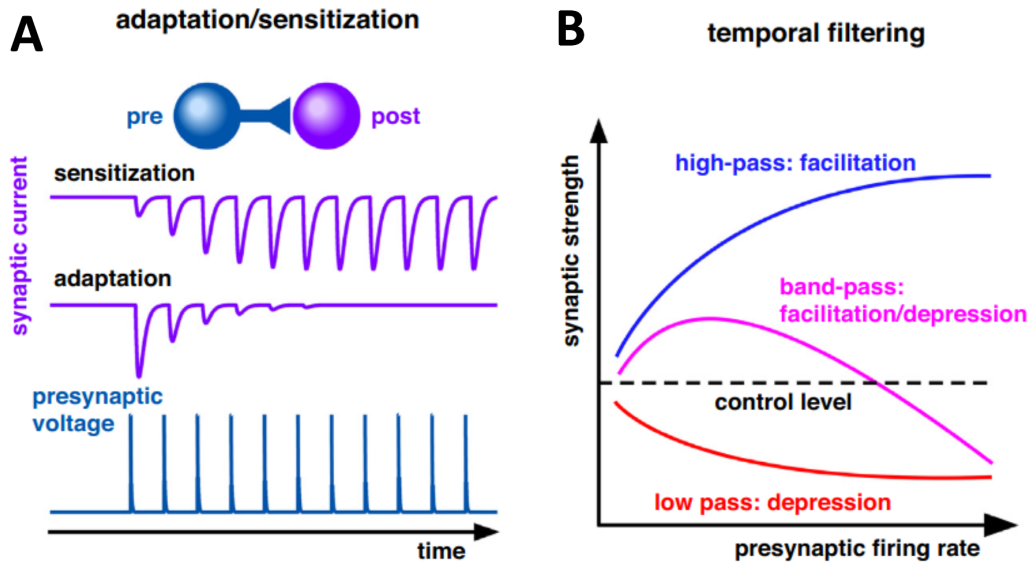 A
adaptation/sensitization
pre
post
synaptic current
sensitization
adaptation
presynaptic
voltage
time
B
temporal filtering
synaptic strength
high-pass: facilitation
band-pass:
facilitation/depression
control level
low pass: depression
presynaptic firing rate